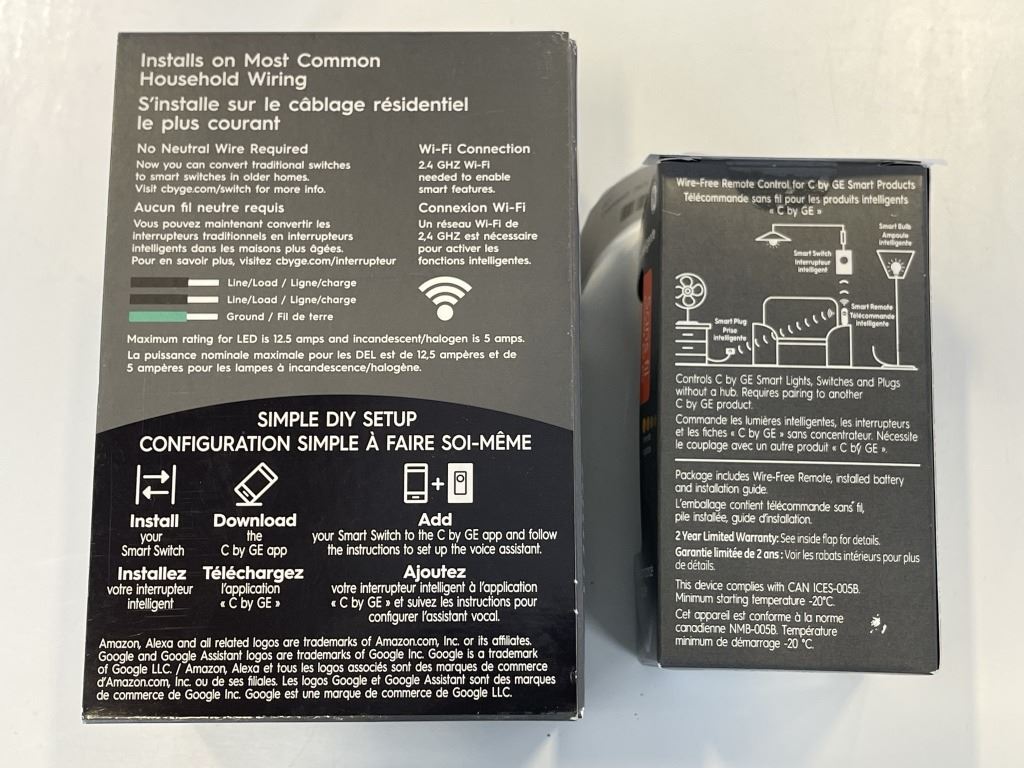 Installs on Most Common
Household Wiring
S'installe sur le câblage résidentiel
le plus courant
No Neutral Wire Required
Now you can convert traditional switches
to smart switches in older homes.
Visit cbyge.com/switch for more info.
Aucun fil neutre requis
Vous pouvez maintenant convertir les
interrupteurs traditionnels en interrupteurs
intelligents dans les maisons plus âgées.
Pour en savoir plus, visitez cbyge.com/interrupteur
Wi-Fi Connection
2.4 GHZ Wi-Fi
needed to enable
smart features.
Connexion Wi-Fi
Un réseau Wi-Fi de
2,4 GHZ est nécessaire
pour activer les
fonctions intelligentes.
Line/Load / Ligne/charge
Line/Load / Ligne/charge
Ground / Fil de terre
Maximum rating for LED is 12.5 amps and incandescent/halogen is 5 amps.
La puissance nominale maximale pour les DEL est de 12,5 ampères et de
5 ampères pour les lampes à incandescence/halogène.
SIMPLE DIY SETUP
CONFIGURATION SIMPLE À FAIRE SOI-MÊME
Install
your
Smart Switch
Installez
votre interrupteur
intelligent
Download
the
C by GE app
Téléchargez
l'application
« C by GE »
Add
your Smart Switch to the C by GE app and follow
the instructions to set up the voice assistant.
Ajoutez
votre interrupteur intelligent à l'application
« C by GE » et suivez les instructions pour
configurer l'assistant vocal.
Amazon, Alexa and all related logos are trademarks of Amazon.com, Inc. or its affiliates.
Google and Google Assistant logos are trademarks of Google Inc. Google is a trademark
of Google LLC. / Amazon, Alexa et tous les logos associés sont des marques de commerce
d'Amazon.com, Inc. ou de ses filiales. Les logos Google et Google Assistant sont des marques
de commerce de Google Inc. Google est une marque de commerce de Google LLC.
Wire-Free Remote Control for C by GE Smart Products
Télécommande sans fil pour les produits intelligents
« C by GE »
Smart Switch
Interrupteur
intelligent
Smart Bulb
Ampoule
intelligente
Smart Remote
Télécommande
intelligente
Smart Plug
Prise
intelligente
Controls C by GE Smart Lights, Switches and Plugs
without a hub. Requires pairing to another
C by GE product.
Commande les lumières intelligentes, les interrupteurs
et les fiches « C by GE » sans concentrateur. Nécessite
le couplage avec un autre produit « C by GE ».
Package includes Wire-Free Remote, installed battery
and installation guide.
L'emballage contient télécommande sans fil,
pile installée, guide d'installation.
2 Year Limited Warranty: See inside flap for details.
Garantie limitée de 2 ans : Voir les rabats intérieurs pour plus
de détails.
This device complies with CAN ICES-005B.
Minimum starting temperature -20°C.
Cet appareil est conforme à la norme
canadienne NMB-005B. Température
minimum de démarrage -20 °C.